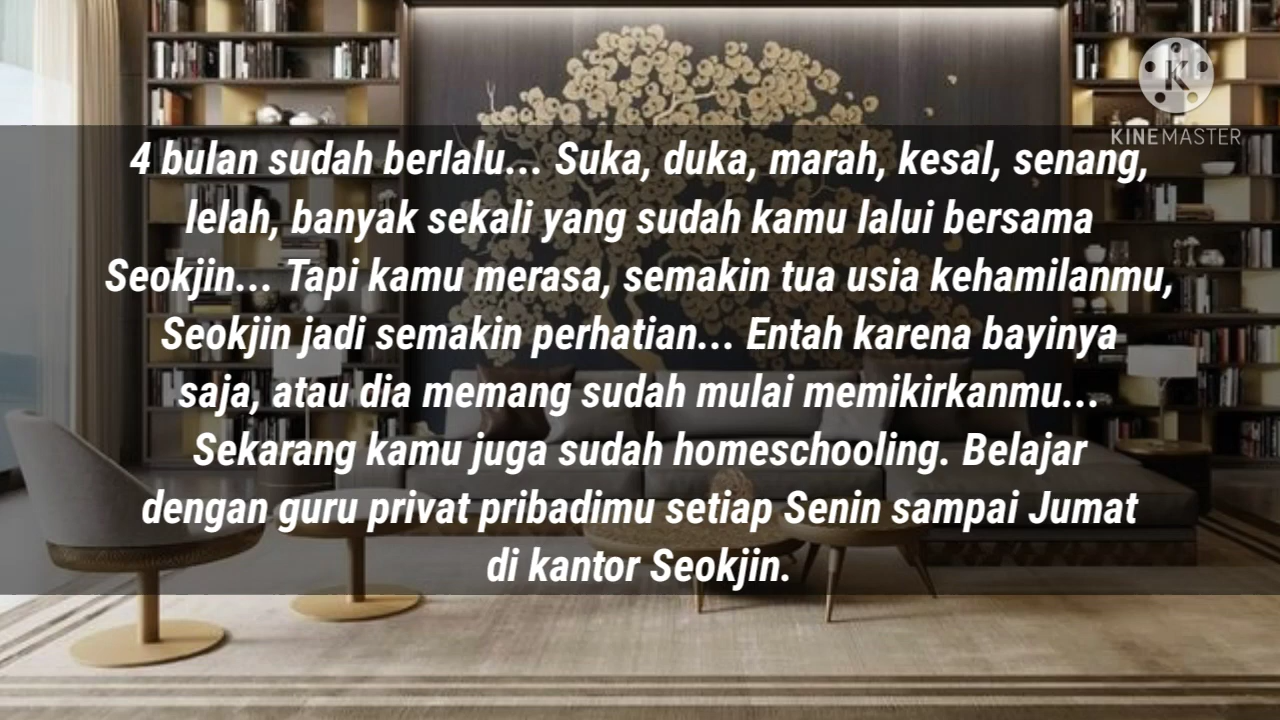 KINEMASTER
4 bulan sudah berlalu... Suka, duka, marah, kesal, senang,
lelah, banyak sekali yang sudah kamu lalui bersama
Seokjin... Tapi kamu merasa, semakin tua usia kehamilanmu,
Seokjin jadi semakin perhatian... Entah karena bayinya
saja, atau dia memang sudah mulai memikirkanmu...
Sekarang kamu juga sudah homeschooling. Belajar
dengan guru privat pribadimu setiap Senin sampai Jumat
di kantor Seokjin.